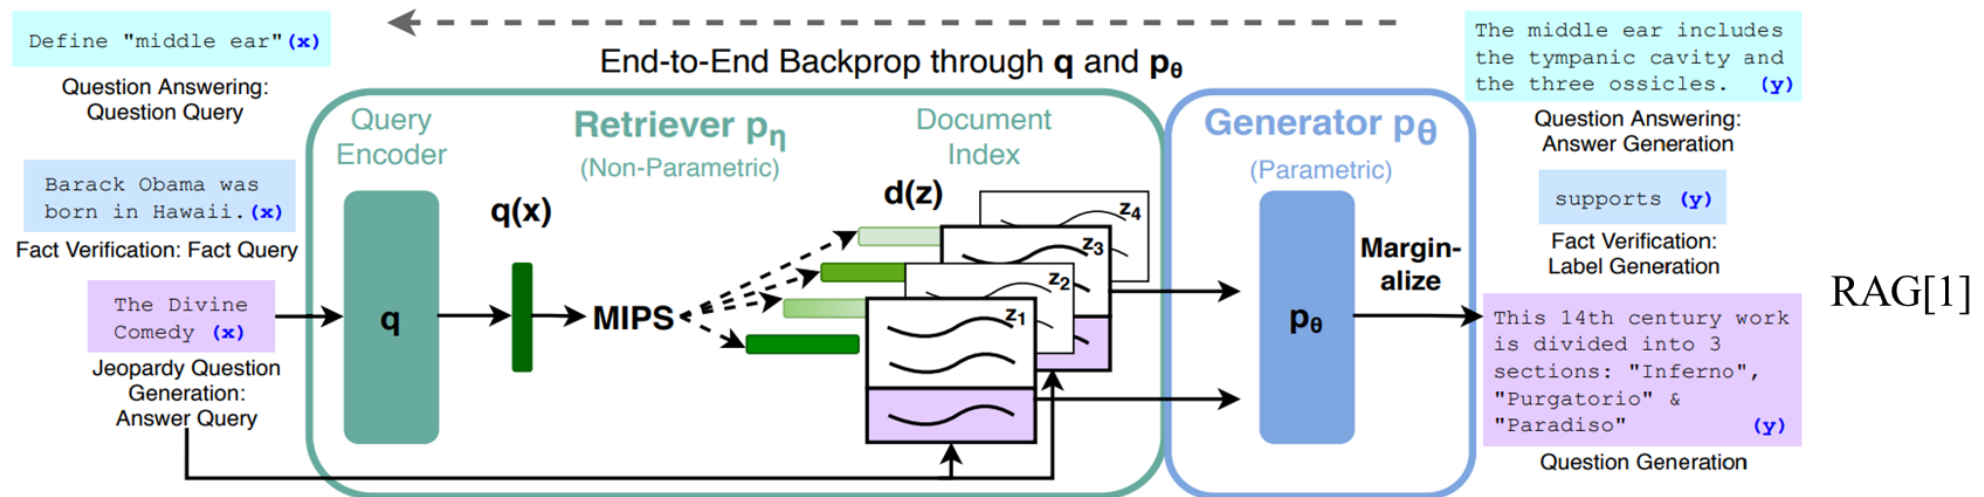 Define "middle ear"(x)
Question Answering:
Question Query
Barack Obama was
born in Hawaii.(x)
Fact Verification: Fact Query
The Divine
Comedy (x)
Jeopardy Question
Generation:
Answer Query
End-to-End Backprop through q and pθ
Query
Encoder
Retriever pη
(Non-Parametric)
Document
Index
q
q(x)
MIPS
d(z)
z4
z3
z2
z1
Generator pθ
(Parametric)
pθ
Margin-
alize
The middle ear includes
the tympanic cavity and
the three ossicles. (y)
Question Answering:
Answer Generation
supports (y)
Fact Verification:
Label Generation
This 14th century work
is divided into 3
sections: "Inferno",
"Purgatorio" &
"Paradiso" (y)
Question Generation
RAG[1]